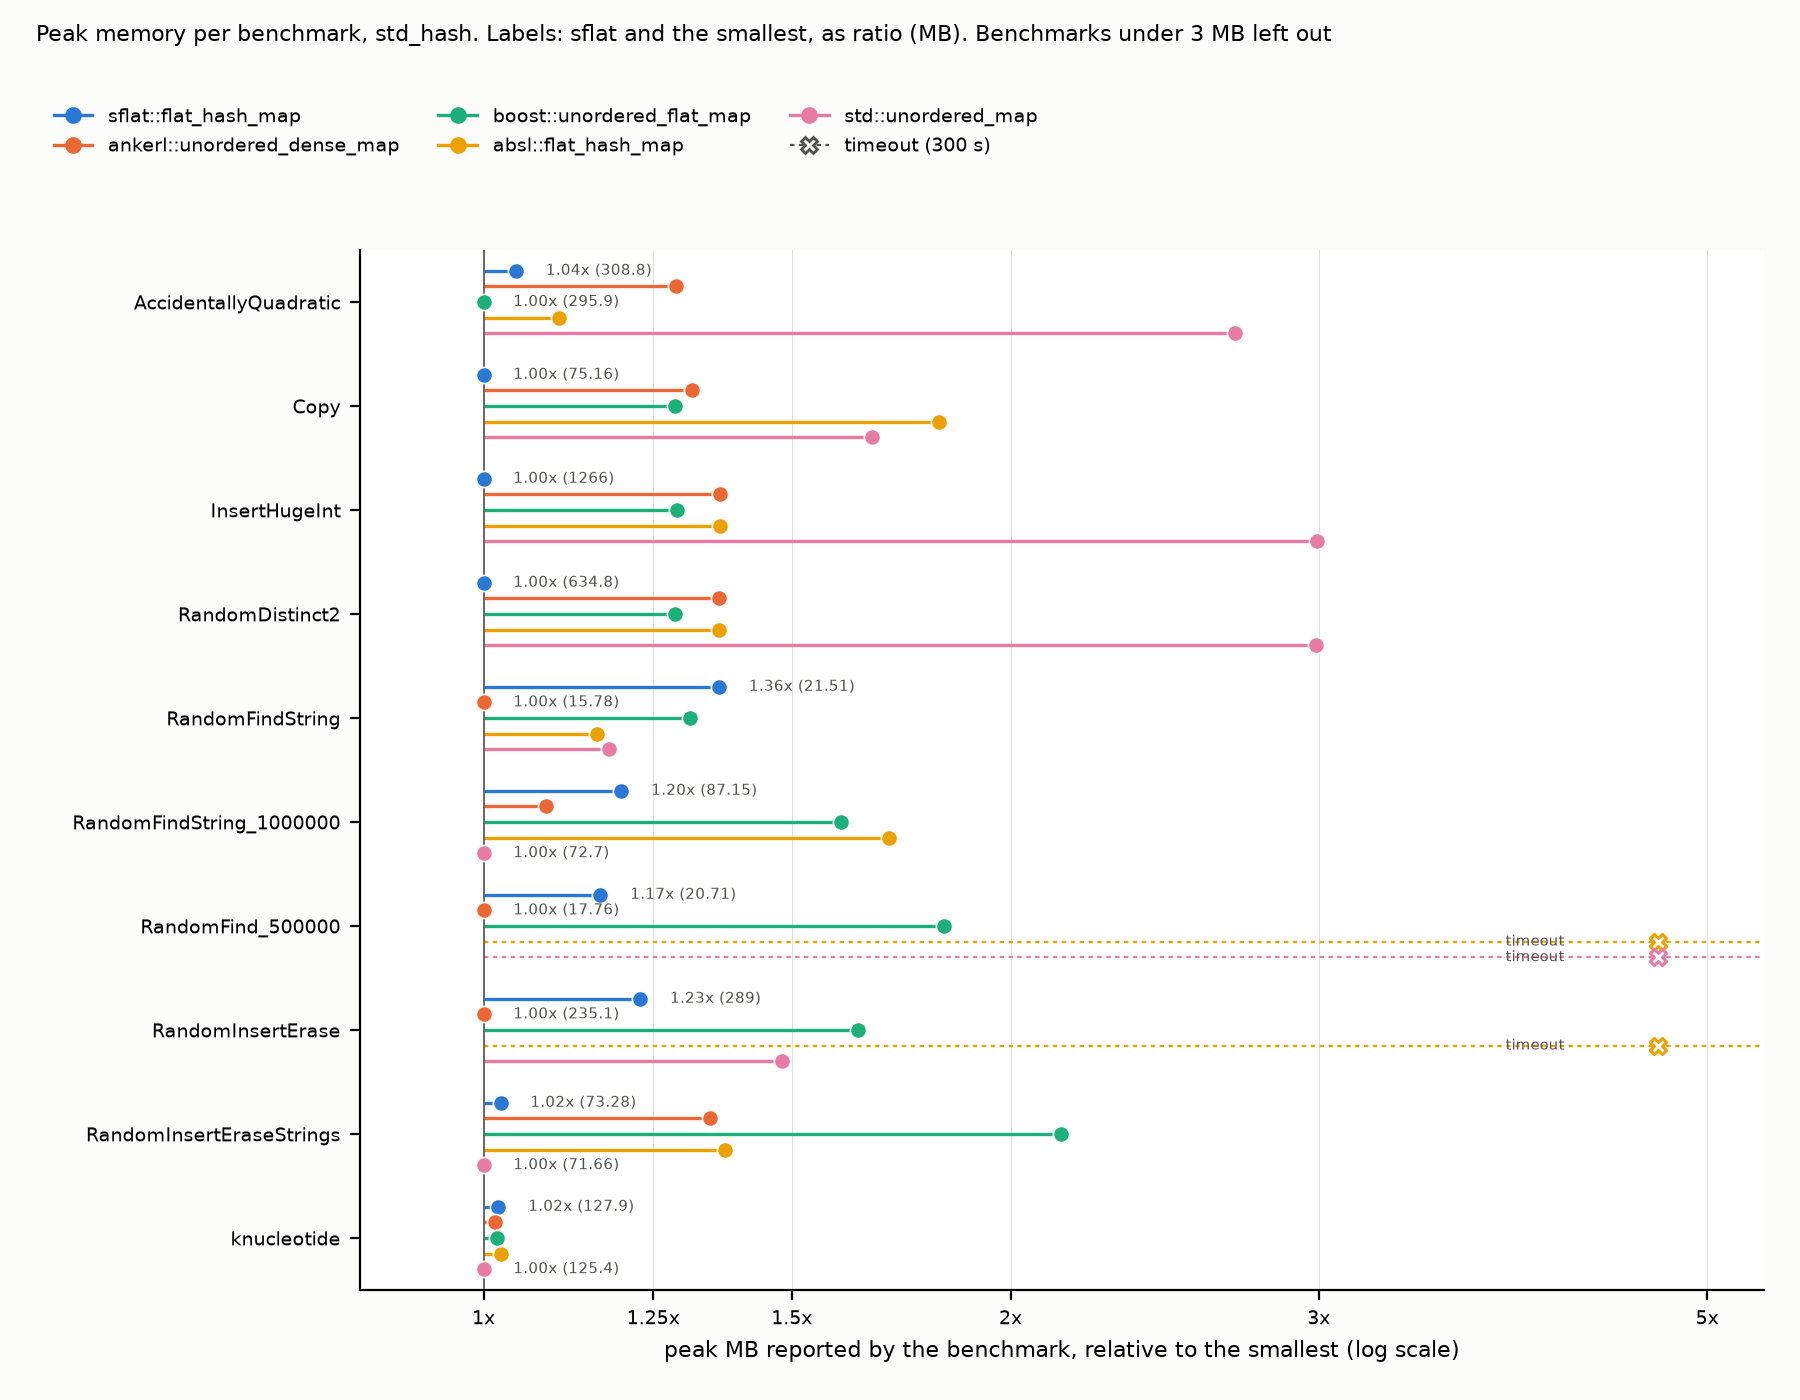 Peak memory per benchmark, std_hash. Labels: sflat and the smallest, as ratio (MB). Benchmarks under 3 MB left out
sflat::flat_hash_map
boost::unordered_flat_map
std::unordered_map
ankerl::unordered_dense_map
absl::flat_hash_map
timeout (300 s)
1.04x (308.8)
AccidentallyQuadratic
1.00x (295.9)
1.00x (75.16)
Copy
1.00x (1266)
InsertHugeInt
1.00x (634.8)
RandomDistinct2
1.36x (21.51)
1.00x (15.78)
RandomFindString
1.20x (87.15)
RandomFindString_1000000
1.00x (72.7)
1.17x (20.71)
1.00x (17.76)
RandomFind_500000
timeout
timeout
1.23x (289)
1.00x (235.1)
RandomInsertErase
timeout
1.02x (73.28)
RandomInsertEraseStrings
1.00x (71.66)
1.02x (127.9)
knucleotide
1.00x (125.4)
1x
1.25x
1.5x
2x
3x
5x
peak MB reported by the benchmark, relative to the smallest (log scale)